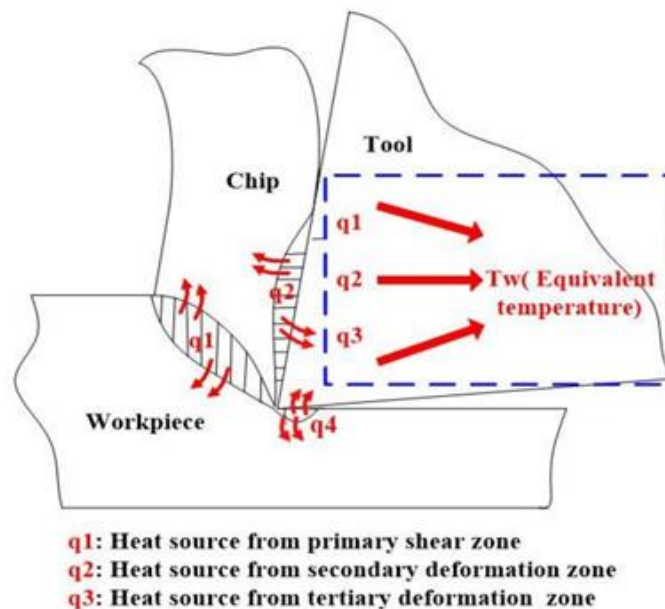 Tool
Chip
q1
q2
Tw( Equivalent
temperature)
q3
q2
q1
Workpiece
q4
q1: Heat source from primary shear zone
q2: Heat source from secondary deformation zone
q3: Heat source from tertiary deformation zone